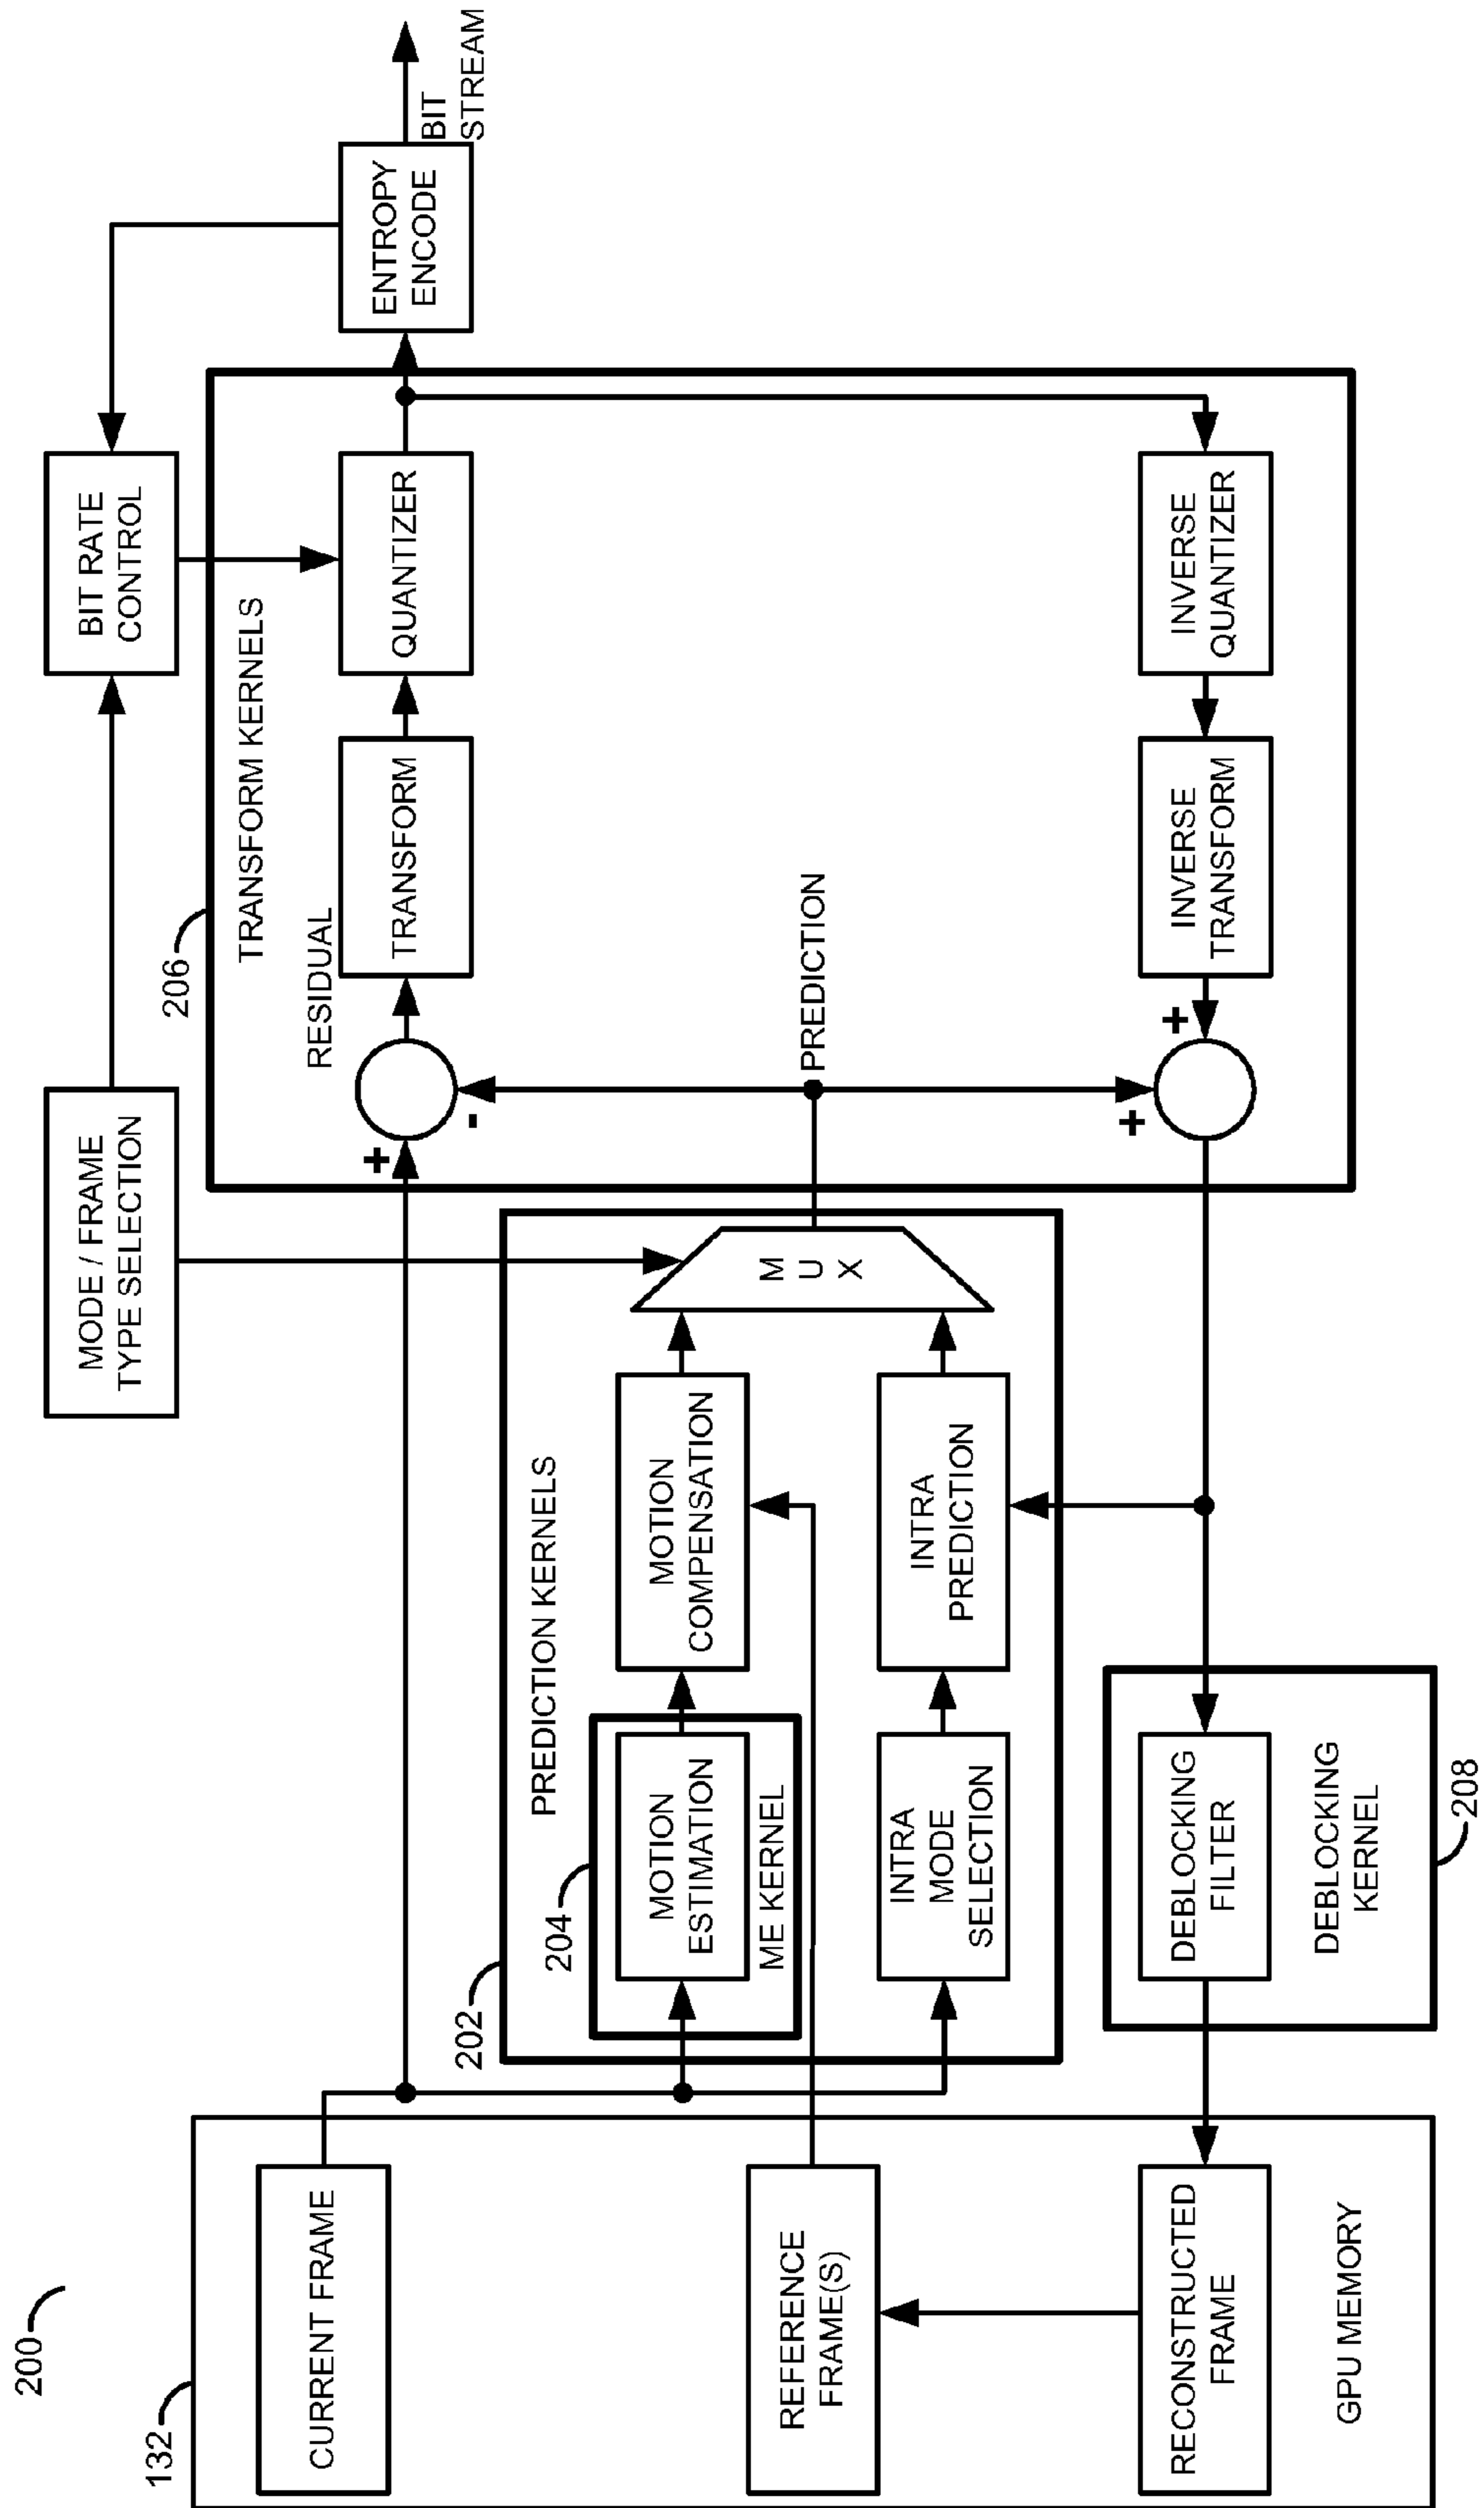 200
132
CURRENT FRAME
REFERENCE
FRAME(S)
RECONSTRUCTED
FRAME
GPU MEMORY
202
PREDICTION KERNELS
204
MOTION
ESTIMATION
ME KERNEL
MOTION
COMPENSATION
INTRA
MODE
SELECTION
INTRA
PREDICTION
M
U
X
DEBLOCKING
FILTER
DEBLOCKING
KERNEL
208
MODE / FRAME
TYPE SELECTION
BIT RATE
CONTROL
206
TRANSFORM KERNELS
+
-
RESIDUAL
TRANSFORM
QUANTIZER
PREDICTION
+
+
INVERSE
TRANSFORM
INVERSE
QUANTIZER
ENTROPY
ENCODE
BIT
STREAM